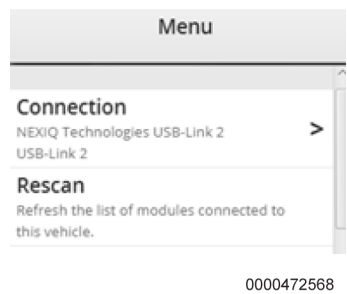 Menu
Connection
NEXIQ Technologies USB-Link 2
USB-Link 2
>
Rescan
Refresh the list of modules connected to
this vehicle.
0000472568